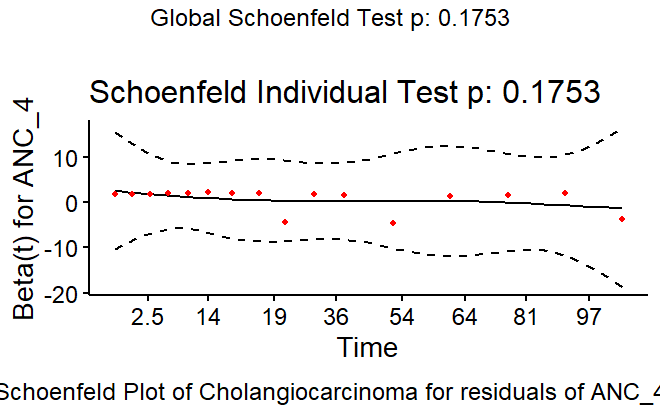 Global Schoenfeld Test p: 0.1753
Schoenfeld Individual Test p: 0.1753
Beta(t) for ANC_4
10
0
-10
-20
2.5 14 19 36 54 64 81 97
Time
Schoenfeld Plot of Cholangiocarcinoma for residuals of ANC_4